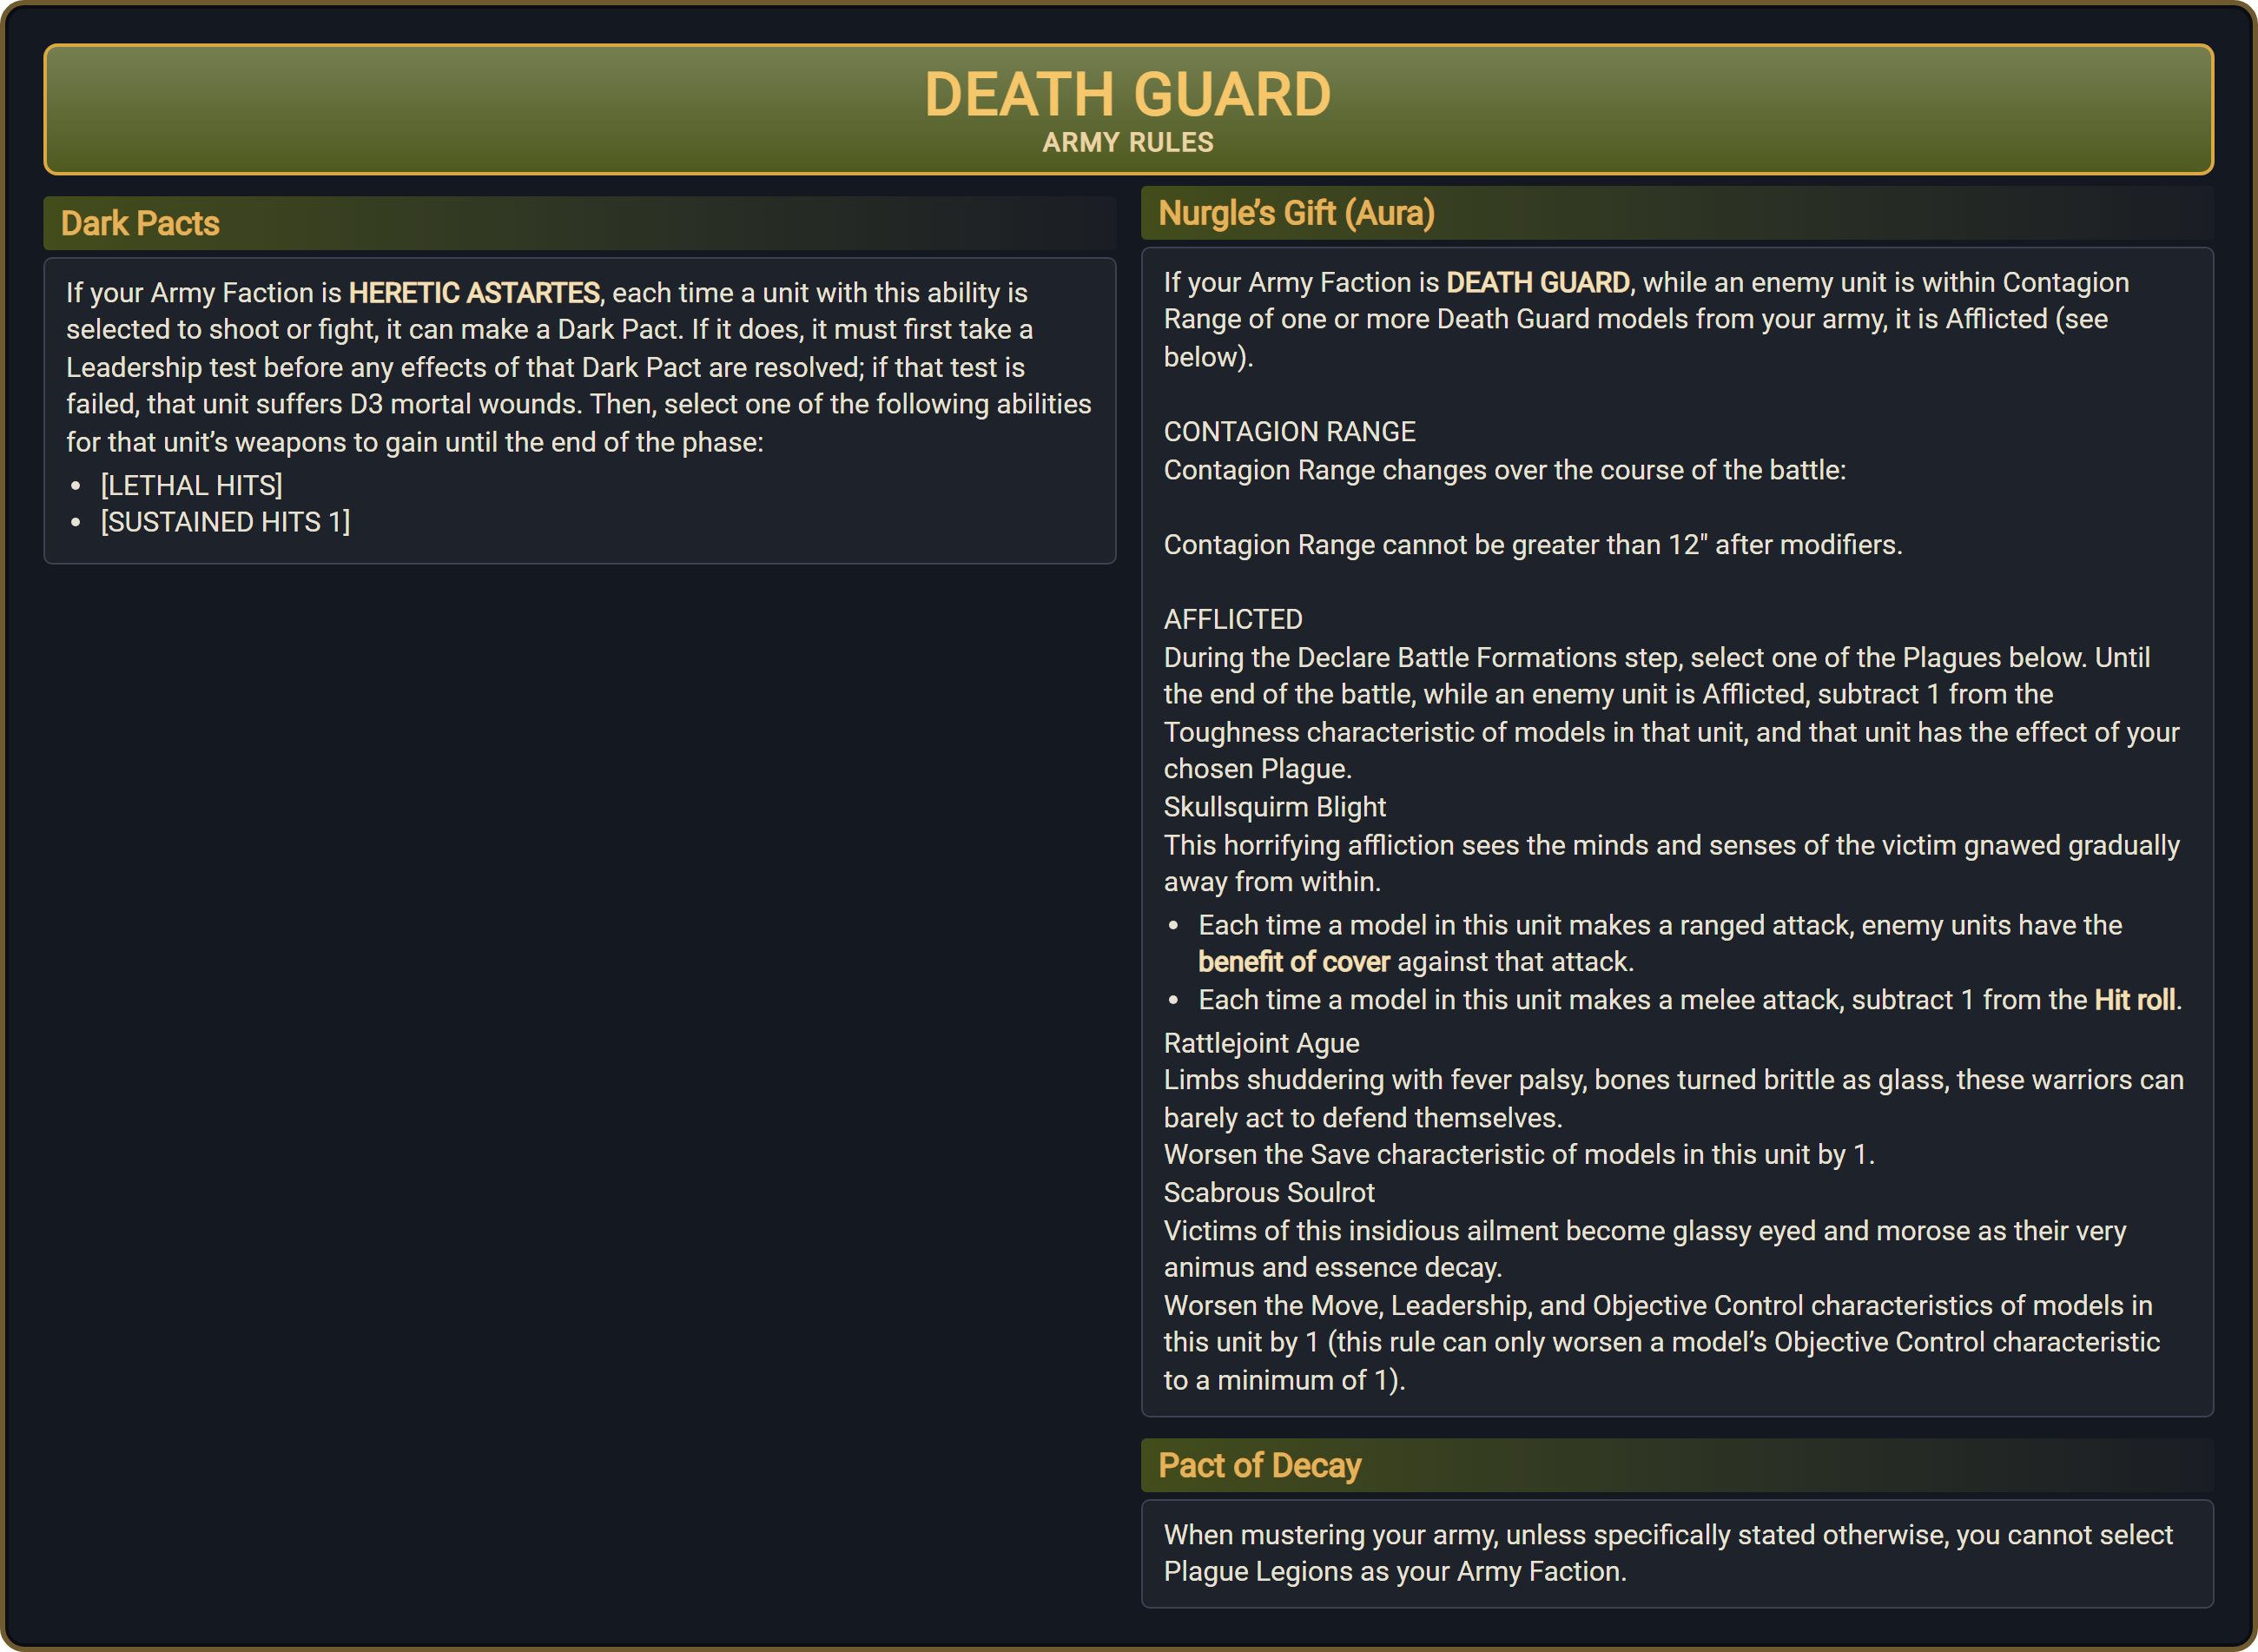 DEATH GUARD
ARMY RULES
Dark Pacts
If your Army Faction is HERETIC ASTARTES, each time a unit with this ability is
selected to shoot or fight, it can make a Dark Pact. If it does, it must first take a
Leadership test before any effects of that Dark Pact are resolved; if that test is
failed, that unit suffers D3 mortal wounds. Then, select one of the following abilities
for that unit’s weapons to gain until the end of the phase:
• [LETHAL HITS]
• [SUSTAINED HITS 1]
Nurgle’s Gift (Aura)
If your Army Faction is DEATH GUARD, while an enemy unit is within Contagion
Range of one or more Death Guard models from your army, it is Afflicted (see
below).
CONTAGION RANGE
Contagion Range changes over the course of the battle:
Contagion Range cannot be greater than 12" after modifiers.
AFFLICTED
During the Declare Battle Formations step, select one of the Plagues below. Until
the end of the battle, while an enemy unit is Afflicted, subtract 1 from the
Toughness characteristic of models in that unit, and that unit has the effect of your
chosen Plague.
Skullsquirm Blight
This horrifying affliction sees the minds and senses of the victim gnawed gradually
away from within.
• Each time a model in this unit makes a ranged attack, enemy units have the
benefit of cover against that attack.
• Each time a model in this unit makes a melee attack, subtract 1 from the Hit roll.
Rattlejoint Ague
Limbs shuddering with fever palsy, bones turned brittle as glass, these warriors can
barely act to defend themselves.
Worsen the Save characteristic of models in this unit by 1.
Scabrous Soulrot
Victims of this insidious ailment become glassy eyed and morose as their very
animus and essence decay.
Worsen the Move, Leadership, and Objective Control characteristics of models in
this unit by 1 (this rule can only worsen a model’s Objective Control characteristic
to a minimum of 1).
Pact of Decay
When mustering your army, unless specifically stated otherwise, you cannot select
Plague Legions as your Army Faction.